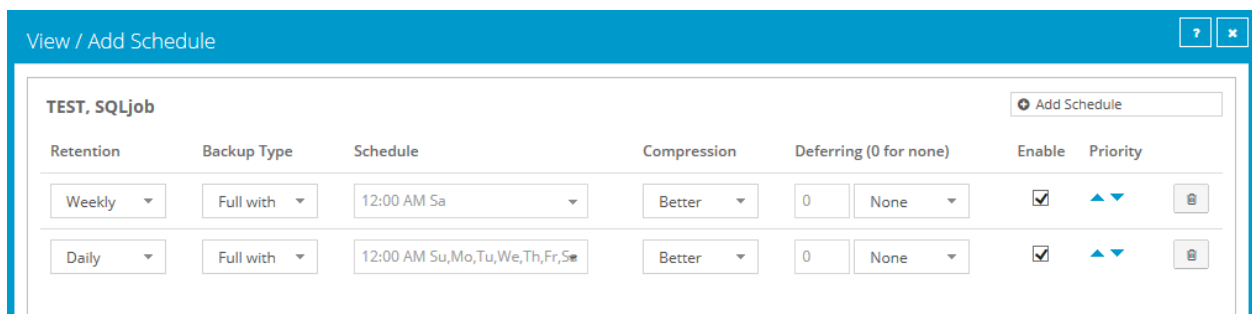 View / Add Schedule ?
TEST, SQLjob Add Schedule
Retention Backup Type Schedule Compression Deferring (0 for none) Enable Priority
Weekly Full with 12:00 AM Sa Better 0 None
Daily Full with 12:00 AM Su,Mo,Tu,We,Th,Fr,Sa Better 0 None